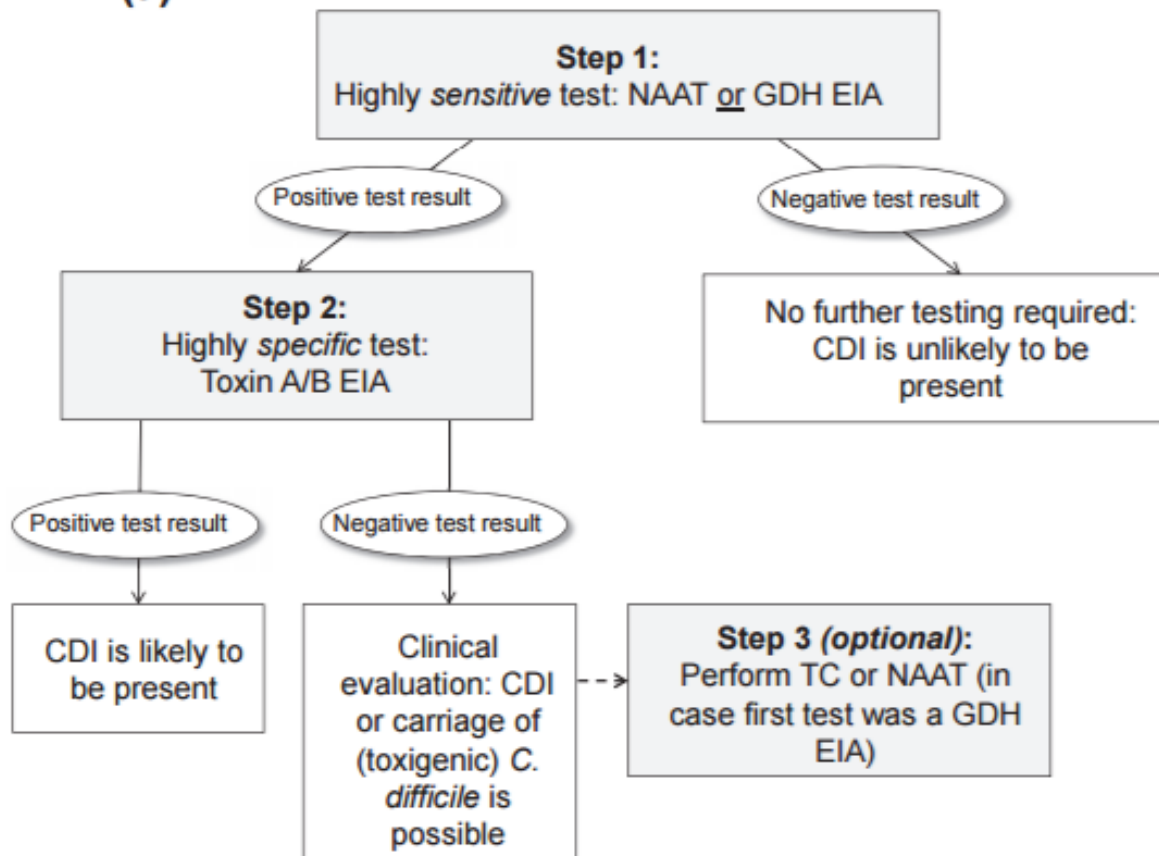 Step 1:
Highly sensitive test: NAAT or GDH EIA
Positive test result
Negative test result
Step 2:
Highly specific test:
Toxin A/B EIA
No further testing required:
CDI is unlikely to be
present
Positive test result
Negative test result
CDI is likely to
be present
Clinical
evaluation: CDI
or carriage of
(toxigenic) C.
difficile is
possible
Step 3 (optional):
Perform TC or NAAT (in
case first test was a GDH
EIA)